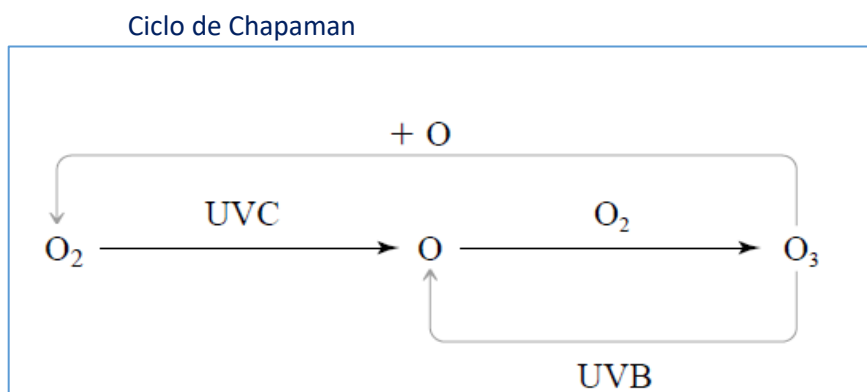 Ciclo de Chapaman
+ O
UVC
O₂
O₂
O
O₃
UVB